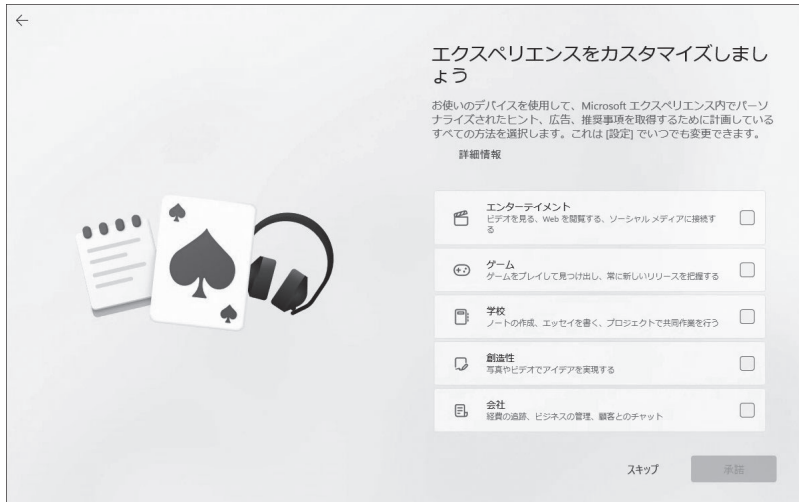 エクスペリエンスをカスタマイズしまし
ょう
お使いのデバイスを使用して、Microsoft エクスペリエンス内でパーソ
ナライズされたヒント、広告、推奨事項を取得するために計画している
すべての方法を選択します。これは [設定] でいつでも変更できます。
詳細情報
エンターテイメント
ビデオを見る、Web を閲覧する、ソーシャル メディアに接続す
る
ゲーム
ゲームをプレイして見つけ出し、常に新しいリリースを把握する
学校
ノートの作成、エッセイを書く、プロジェクトで共同作業を行う
創造性
写真やビデオでアイデアを実現する
会社
経費の追跡、ビジネスの管理、顧客とのチャット
スキップ
承諾